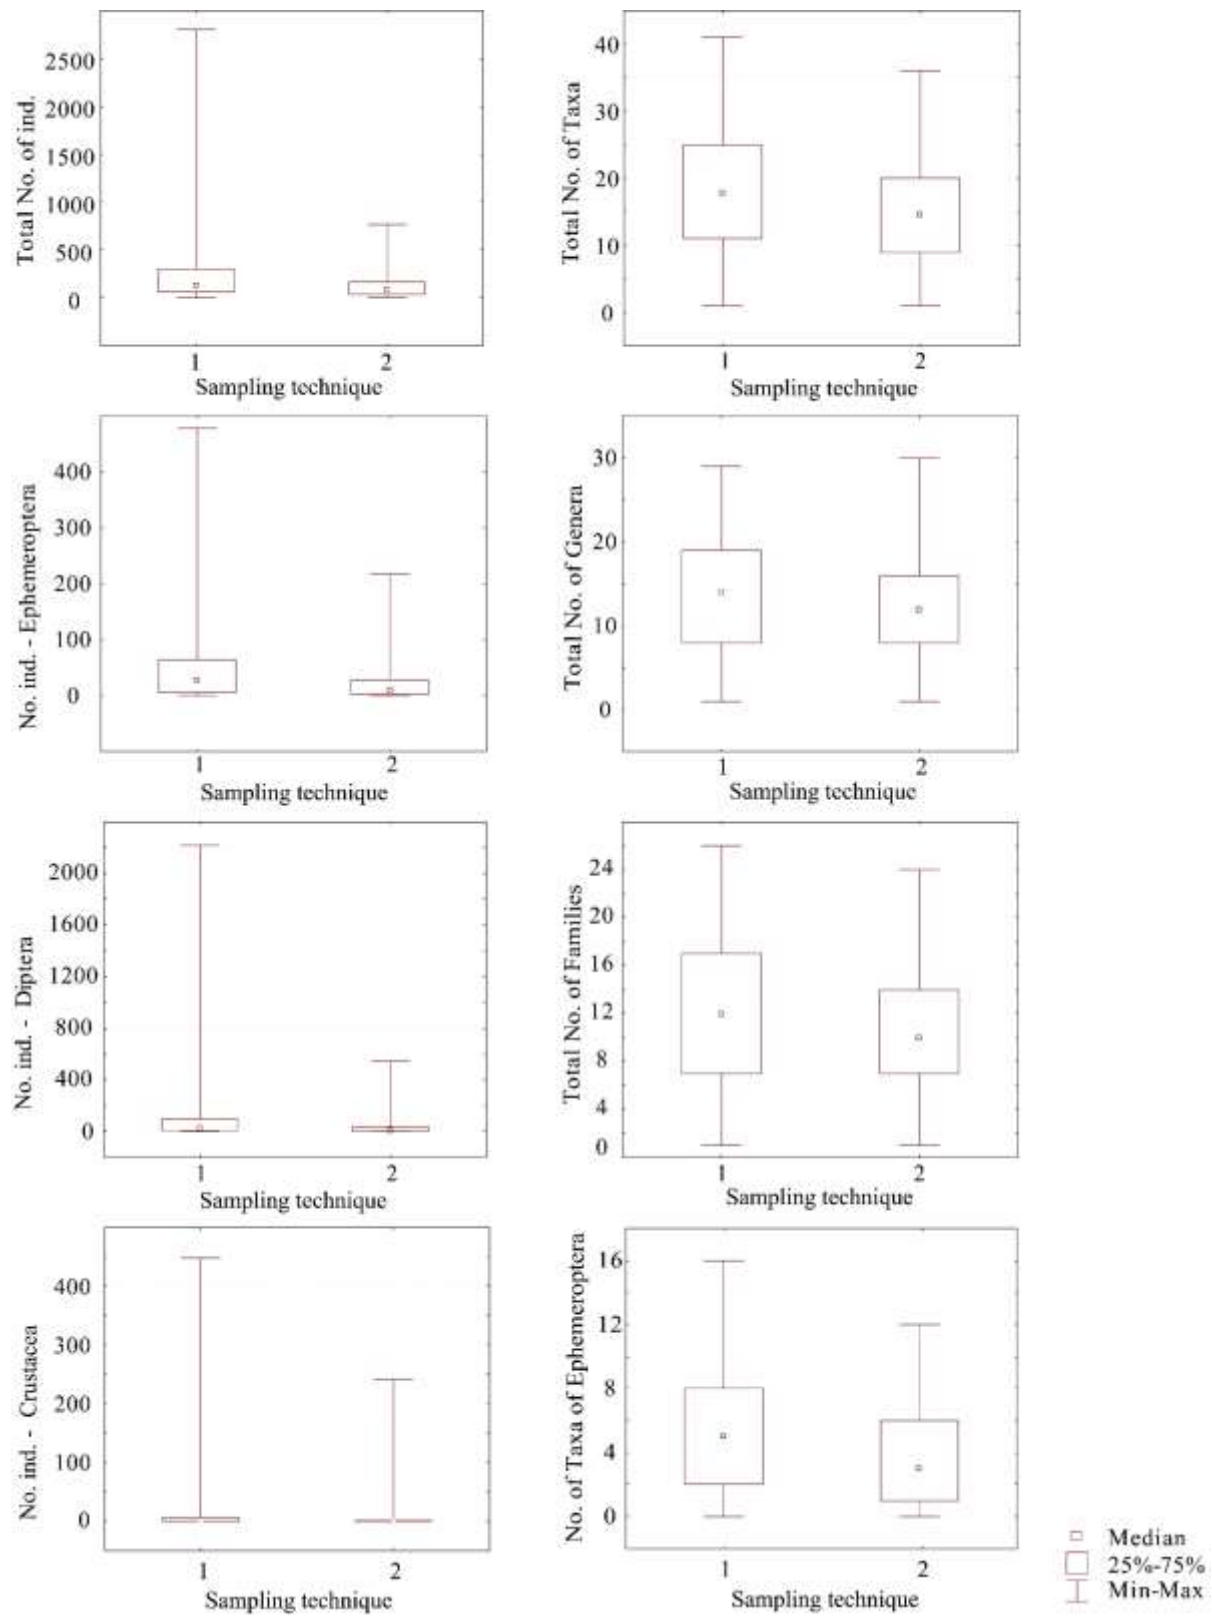 Total No. of ind.
2500
2000
1500
1000
500
0
1 2
Sampling technique
Total No. of Taxa
40
30
20
10
0
1 2
Sampling technique
No. ind. - Ephemeroptera
400
300
200
100
0
1 2
Sampling technique
Total No. of Genera
30
20
10
0
1 2
Sampling technique
No. ind. - Diptera
2000
1600
1200
800
400
0
1 2
Sampling technique
Total No. of Families
24
20
16
12
8
4
0
1 2
Sampling technique
No. ind. - Crustacea
400
300
200
100
0
1 2
Sampling technique
No. of Taxa of Ephemeroptera
16
12
8
4
0
1 2
Sampling technique
Median
25%-75%
Min-Max